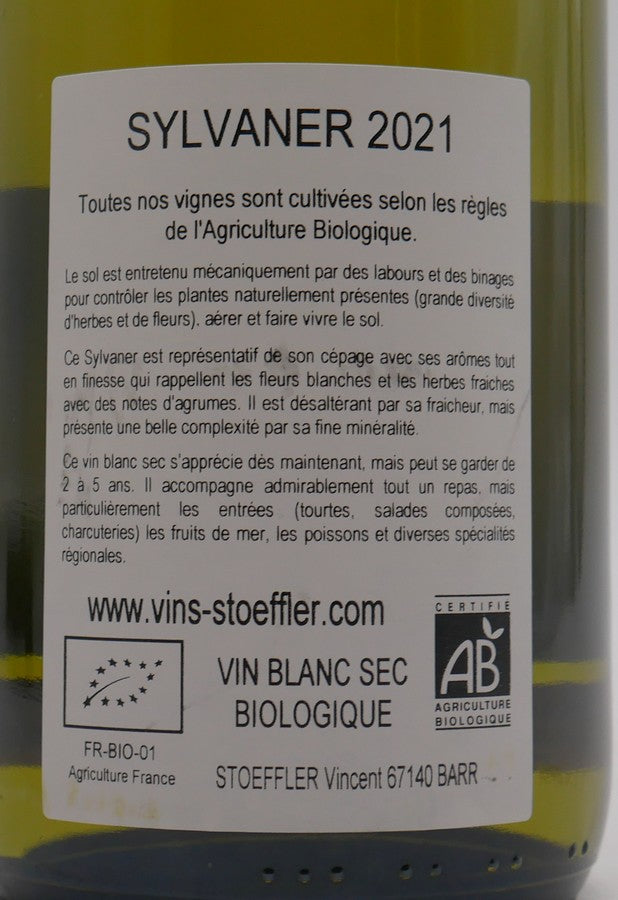 SYLVANER 2021
Toutes nos vignes sont cultivées selon les règles
de l'Agriculture Biologique.
Le sol est entretenu mécaniquement par des labours et des binages
pour contrôler les plantes naturellement présentes (grande diversité
d'herbes et de fleurs), aérer et faire vivre le sol.
Ce Sylvaner est représentatif de son cépage avec ses arômes tout
en finesse qui rappellent les fleurs blanches et les herbes fraiches
avec des notes d'agrumes. Il est désaltérant par sa fraicheur, mais
présente une belle complexité par sa fine minéralité.
Ce vin blanc sec s'apprécie dès maintenant, mais peut se garder de
2 à 5 ans. Il accompagne admirablement tout un repas, mais
particulièrement les entrées (tourtes, salades composées,
charcuteries) les fruits de mer, les poissons et diverses spécialités
régionales.
www.vins-stoeffler.com
CERTIFIÉ
AB
AGRICULTURE
BIOLOGIQUE
VIN BLANC SEC
BIOLOGIQUE
FR-BIO-01
Agriculture France
STOEFFLER Vincent 67140 BARR